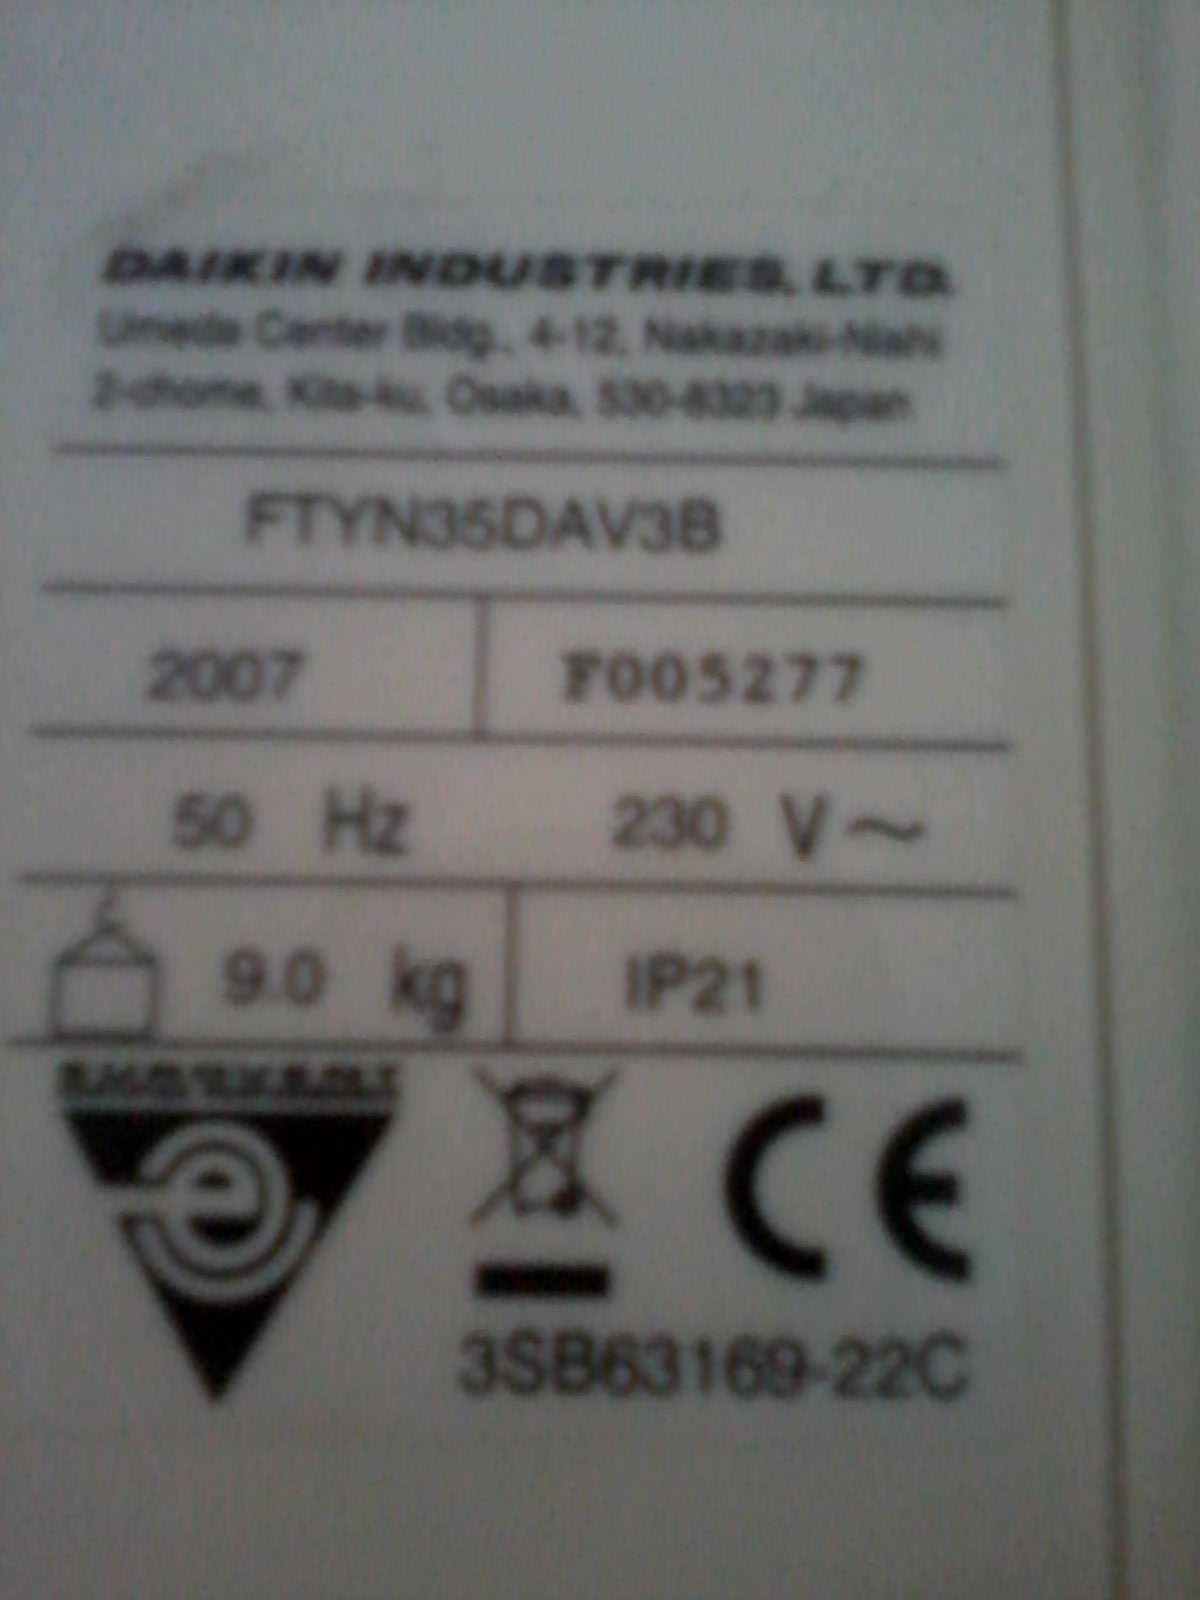 DAIKIN INDUSTRIES, LTD.
Umeda Center Bldg., 4-12, Nakazaki-Nishi
2-chome, Kita-ku, Osaka, 530-8323 Japan
FTYN35DAV3B
2007 F005277
50 Hz 230 V~
9.0 kg IP21
e
CE
3SB63169-22C